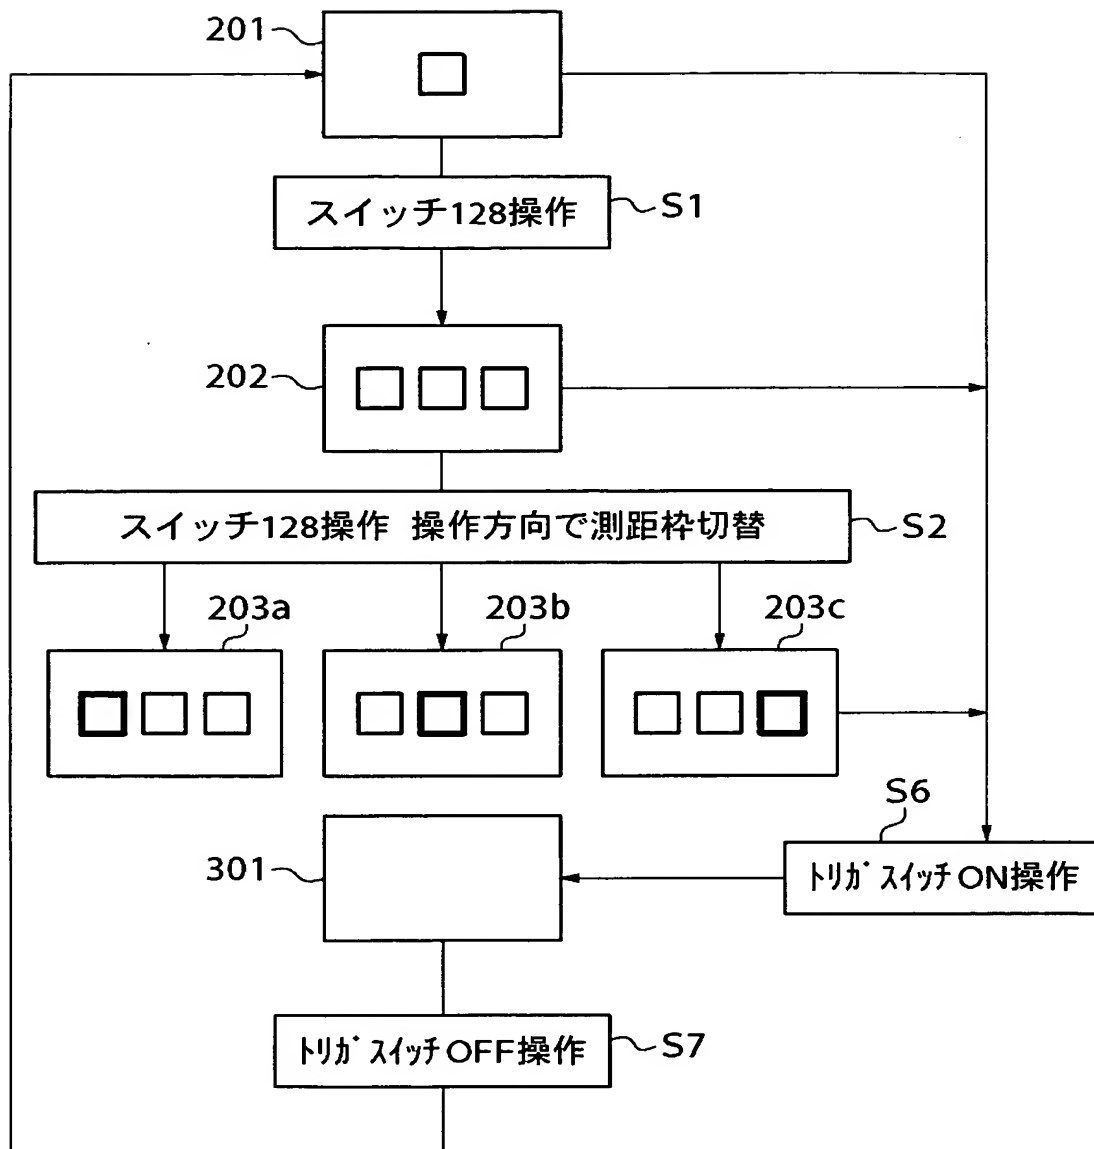 201
スイッチ128操作
S1
202
スイッチ128操作 操作方向で測距枠切替
S2
203a
203b
203c
S6
301
ﾄﾘｶﾞｽｲｯﾁON操作
ﾄﾘｶﾞｽｲｯﾁOFF操作
S7